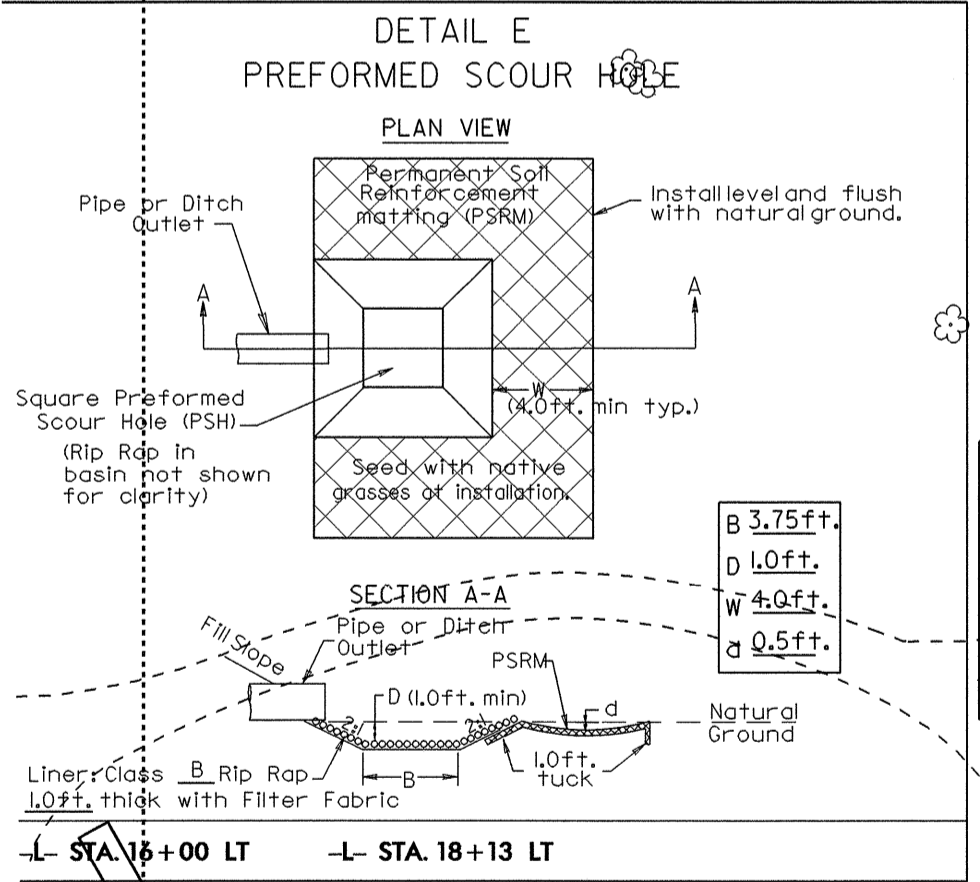 DETAIL E
PREFORMED SCOUR HOLE
PLAN VIEW
Permanent Soil
Reinforcement
matting (PSRM)
Pipe or Ditch
Outlet
Install level and flush
with natural ground.
A
A
W
(4.0ft. min typ.)
Square Preformed
Scour Hole (PSH)
(Rip Rap in
basin not shown
for clarity)
Seed with native
grasses at installation.
B 3.75ft.
D 1.0ft.
W 4.0ft.
d 0.5ft.
SECTION A-A
Fill Slope
Pipe or Ditch
Outlet
PSRM
D (1.0ft. min)
d
2:1
2:1
Natural
Ground
B
1.0ft.
tuck
Liner: Class B Rip Rap
1.0ft. thick with Filter Fabric
-L- STA. 16+00 LT
-L- STA. 18+13 LT